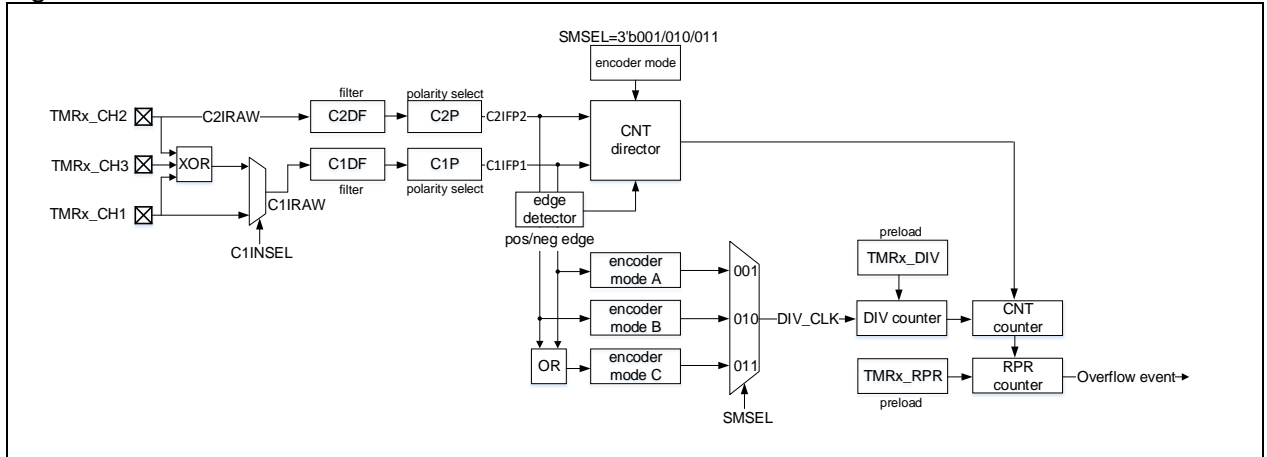 SMSEL=3'b001/010/011
encoder mode
filter
polarity select
TMRx_CH2
C2IRAW
C2DF
C2P
C2IFP2
CNT
director
TMRx_CH3
XOR
C1DF
C1P
C1IFP1
filter
polarity select
C1IRAW
TMRx_CH1
C1INSEL
edge
detector
pos/neg edge
preload
TMRx_DIV
encoder
mode A
001
encoder
mode B
010
DIV_CLK
DIV counter
CNT
counter
OR
encoder
mode C
011
TMRx_RPR
RPR
counter
Overflow event
preload
SMSEL